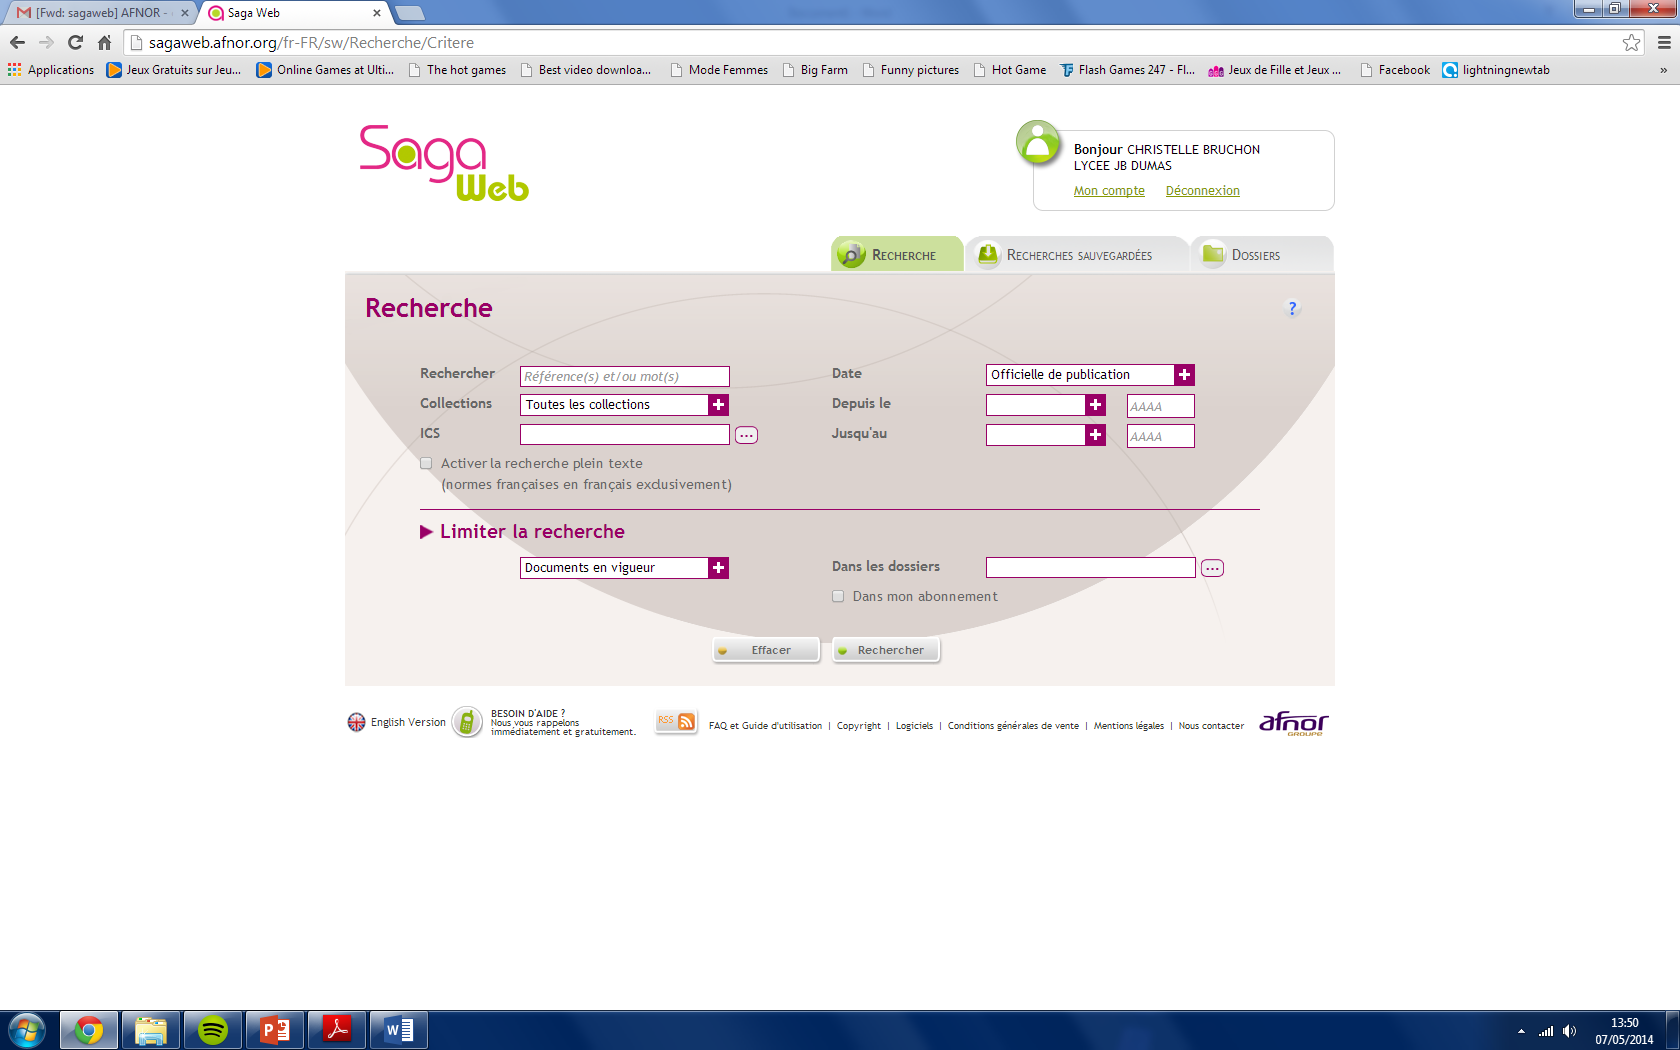 [Fwd: sagaweb] AFNOR -
Saga Web
sagaweb.afnor.org/fr-FR/sw/Recherche/Critere
Applications
Jeux Gratuits sur Jeu...
Online Games at Ulti...
The hot games
Best video downloa...
Mode Femmes
Big Farm
Funny pictures
Hot Game
Flash Games 247 - Fl...
Jeux de Fille et Jeux ...
Facebook
lightningnewtab
»
Saga
Web
Bonjour CHRISTELLE BRUCHON
LYCEE JB DUMAS
Mon compte Déconnexion
Recherche
Recherches sauvegardées
Dossiers
Recherche
?
Rechercher Référence(s) et/ou mot(s)
Date Officielle de publication
Collections Toutes les collections
Depuis le AAAA
ICS ...
Jusqu'au AAAA
Activer la recherche plein texte
(normes françaises en français exclusivement)
Limiter la recherche
Documents en vigueur
Dans les dossiers ...
Dans mon abonnement
Effacer
Rechercher
English Version
BESOIN D'AIDE ?
Nous vous rappelons
immédiatement et gratuitement.
RSS
FAQ et Guide d'utilisation | Copyright | Logiciels | Conditions générales de vente | Mentions légales | Nous contacter
afnor
GROUPE
13:50
07/05/2014